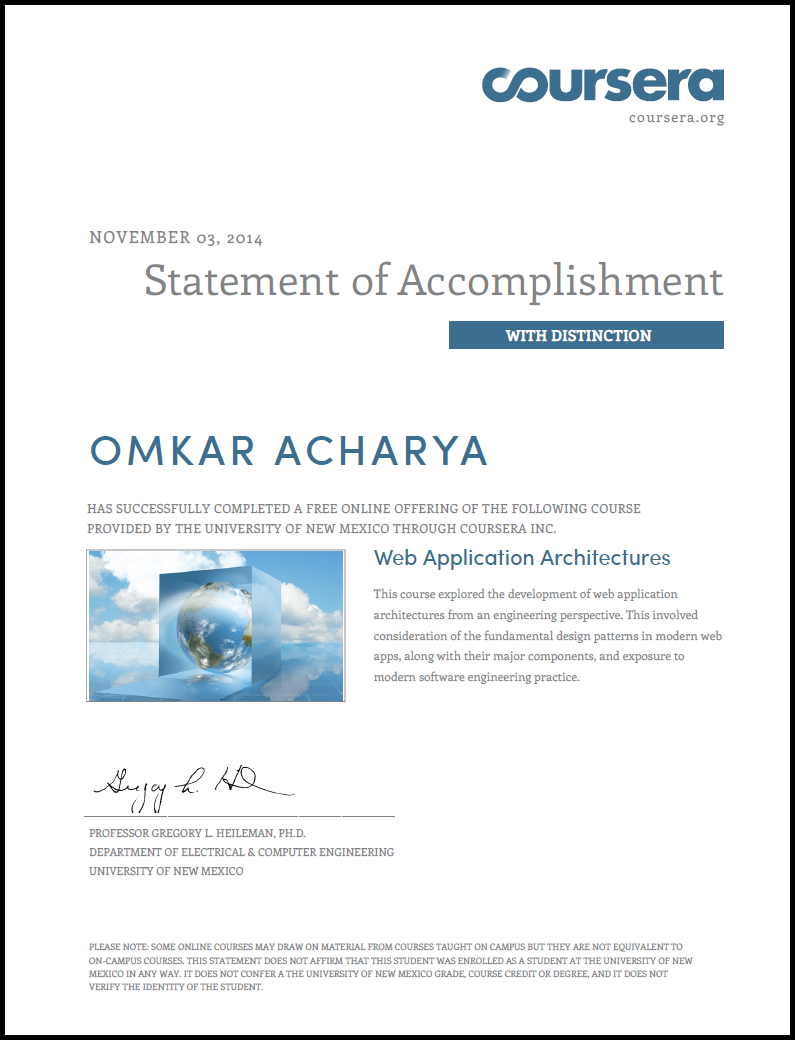 coursera
coursera.org
NOVEMBER 03, 2014
Statement of Accomplishment
WITH DISTINCTION
OMKAR ACHARYA
HAS SUCCESSFULLY COMPLETED A FREE ONLINE OFFERING OF THE FOLLOWING COURSE
PROVIDED BY THE UNIVERSITY OF NEW MEXICO THROUGH COURSERA INC.
Web Application Architectures
This course explored the development of web application
architectures from an engineering perspective. This involved
consideration of the fundamental design patterns in modern web
apps, along with their major components, and exposure to
modern software engineering practice.
PROFESSOR GREGORY L. HEILEMAN, PH.D.
DEPARTMENT OF ELECTRICAL & COMPUTER ENGINEERING
UNIVERSITY OF NEW MEXICO
PLEASE NOTE: SOME ONLINE COURSES MAY DRAW ON MATERIAL FROM COURSES TAUGHT ON CAMPUS BUT THEY ARE NOT EQUIVALENT TO
ON-CAMPUS COURSES. THIS STATEMENT DOES NOT AFFIRM THAT THIS STUDENT WAS ENROLLED AS A STUDENT AT THE UNIVERSITY OF NEW
MEXICO IN ANY WAY. IT DOES NOT CONFER A THE UNIVERSITY OF NEW MEXICO GRADE, COURSE CREDIT OR DEGREE, AND IT DOES NOT
VERIFY THE IDENTITY OF THE STUDENT.